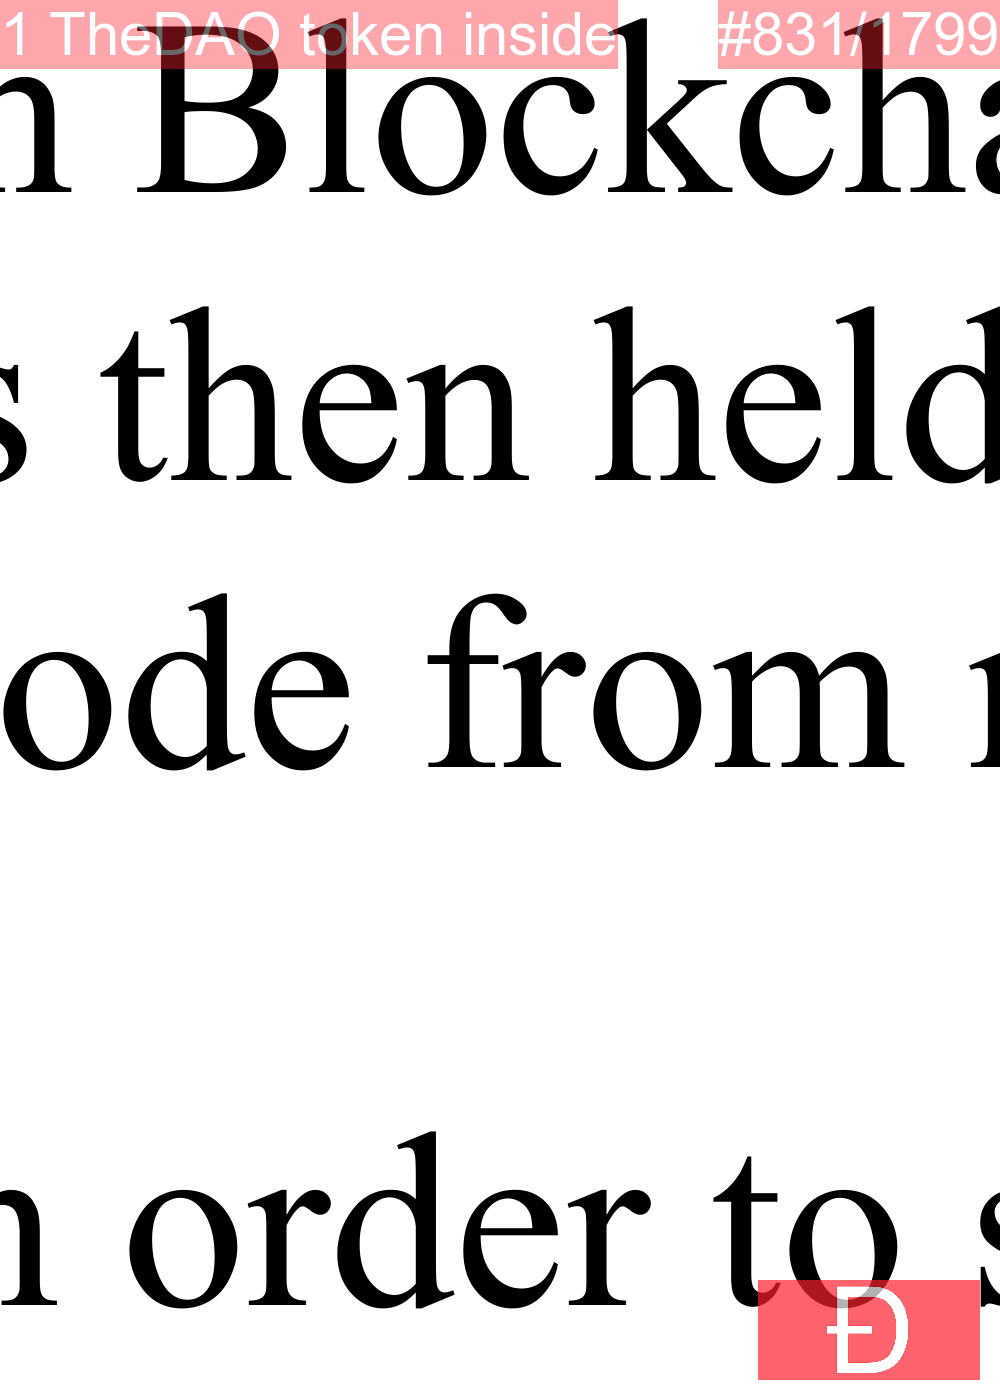 1 TheDAO token inside #831/1799
n Blockcha
s then held
ode from
n order to s
Đ